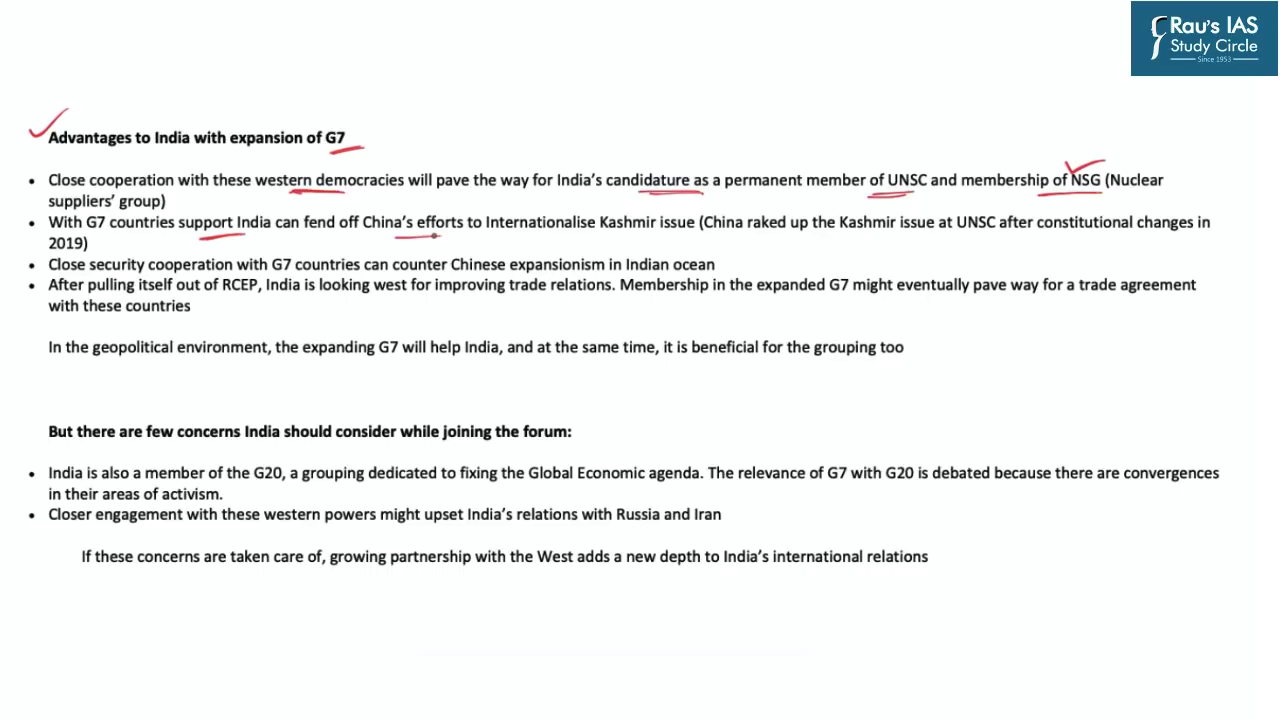 Rau's IAS
Study Circle
Since 1953
Advantages to India with expansion of G7
• Close cooperation with these western democracies will pave the way for India's candidature as a permanent member of UNSC and membership of NSG (Nuclear
suppliers' group)
• With G7 countries support India can fend off China's efforts to Internationalise Kashmir issue (China raked up the Kashmir issue at UNSC after constitutional changes in
2019)
• Close security cooperation with G7 countries can counter Chinese expansionism in Indian ocean
• After pulling itself out of RCEP, India is looking west for improving trade relations. Membership in the expanded G7 might eventually pave way for a trade agreement
with these countries
In the geopolitical environment, the expanding G7 will help India, and at the same time, it is beneficial for the grouping too
But there are few concerns India should consider while joining the forum:
• India is also a member of the G20, a grouping dedicated to fixing the Global Economic agenda. The relevance of G7 with G20 is debated because there are convergences
in their areas of activism.
• Closer engagement with these western powers might upset India's relations with Russia and Iran
If these concerns are taken care of, growing partnership with the West adds a new depth to India's international relations